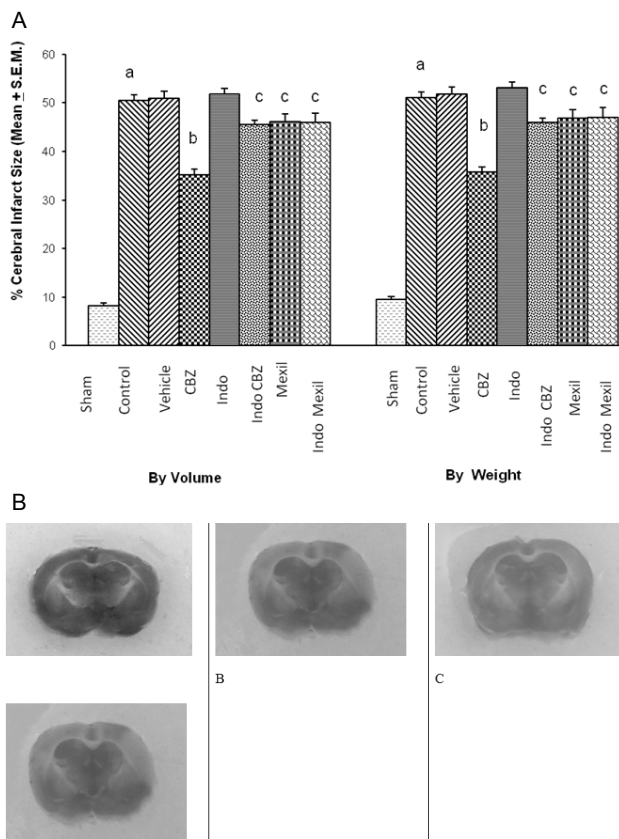 A
% Cerebral Infarct Size (Mean ± S.E.M.)
60
50
40
30
20
10
0
a
b
c
c
c
a
b
c
c
c
Sham
Control
Vehicle
CBZ
Indo
Indo CBZ
Mexil
Indo Mexil
Sham
Control
Vehicle
CBZ
Indo
Indo CBZ
Mexil
Indo Mexil
By Volume
By Weight
B
B
C